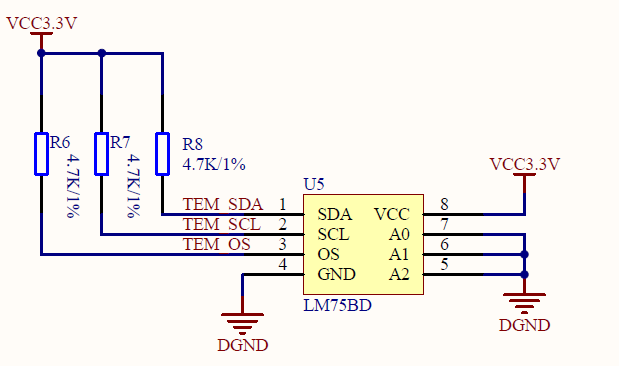 VCC3.3V
R6
4.7K/1%
R7
4.7K/1%
R8
4.7K/1%
VCC3.3V
U5
TEM_SDA 1 SDA VCC 8
TEM_SCL 2 SCL A0 7
TEM_OS 3 OS A1 6
4 GND A2 5
LM75BD
DGND
DGND